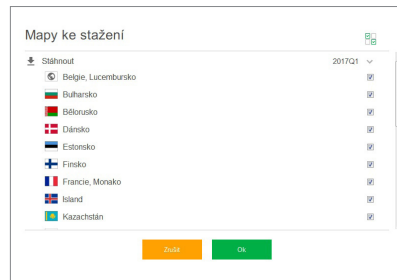 Mapy ke stažení
Stáhnout 2017Q1
Belgie, Lucembursko
Bulharsko
Bělorusko
Dánsko
Estonsko
Finsko
Francie, Monako
Island
Kazachstán
Zrušit Ok